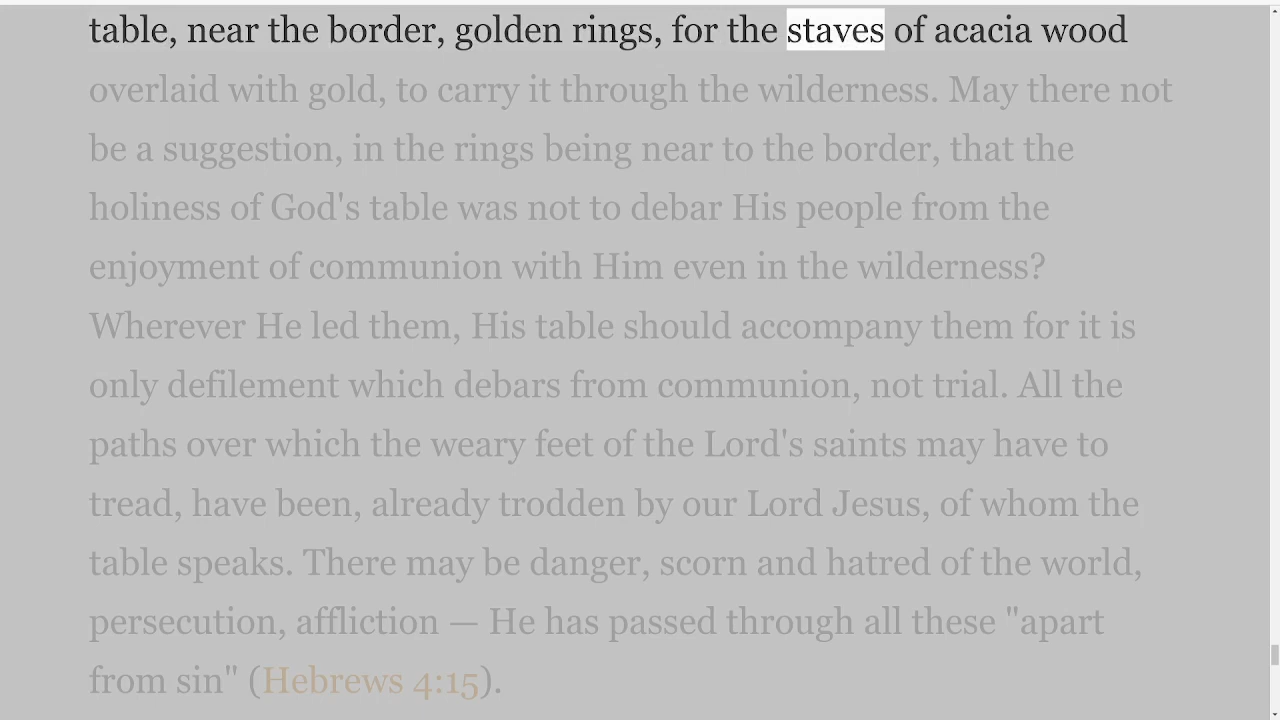 table, near the border, golden rings, for the staves of acacia wood
overlaid with gold, to carry it through the wilderness. May there not
be a suggestion, in the rings being near to the border, that the
holiness of God's table was not to debar His people from the
enjoyment of communion with Him even in the wilderness?
Wherever He led them, His table should accompany them for it is
only defilement which debars from communion, not trial. All the
paths over which the weary feet of the Lord's saints may have to
tread, have been, already trodden by our Lord Jesus, of whom the
table speaks. There may be danger, scorn and hatred of the world,
persecution, affliction — He has passed through all these "apart
from sin" (Hebrews 4:15).